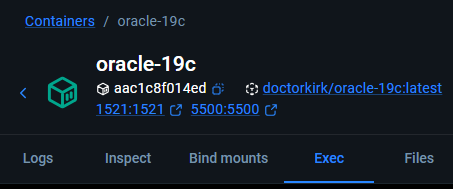 Containers / oracle-19c
oracle-19c
aac1c8f014ed doctorkirk/oracle-19c:latest
1521:1521 5500:5500
Logs Inspect Bind mounts Exec Files